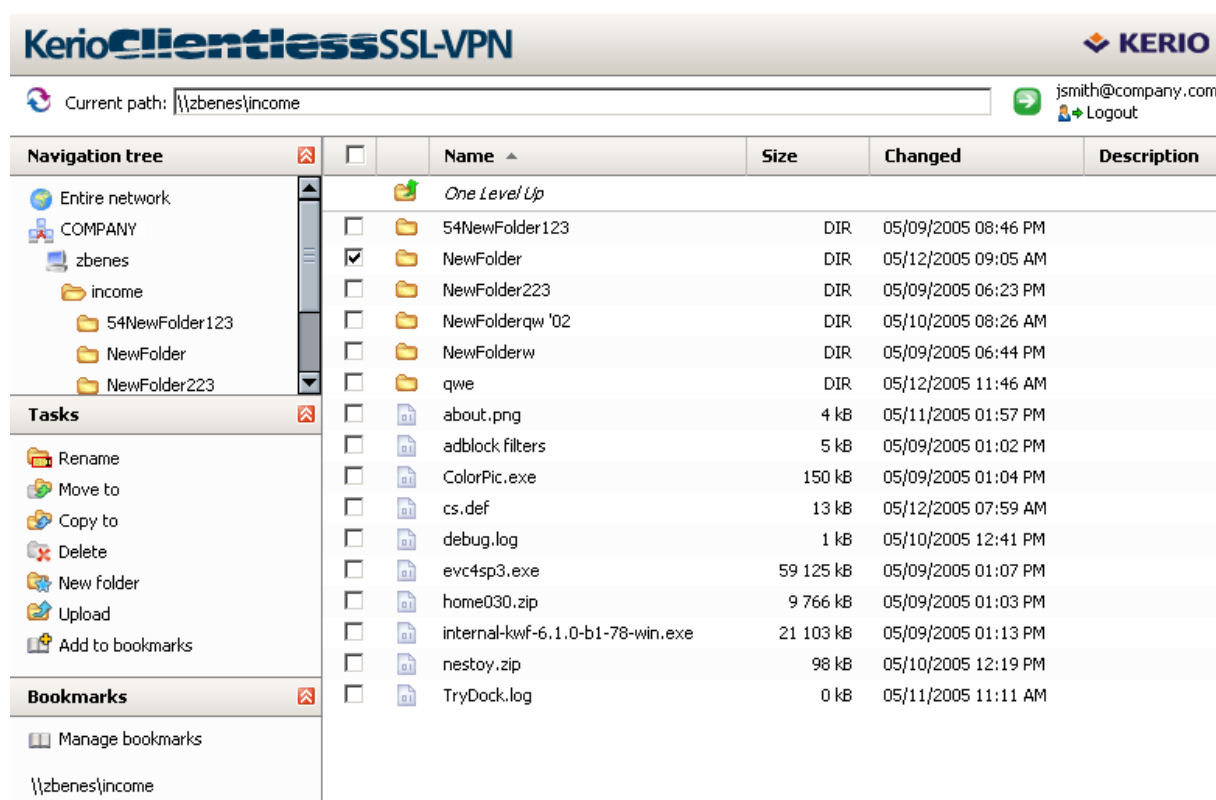 KerioClientlessSSL-VPN KERIO
Current path: \\zbenes\income
jsmith@company.com
Logout
Navigation tree
Entire network
COMPANY
zbenes
income
54NewFolder123
NewFolder
NewFolder223
Tasks
Rename
Move to
Copy to
Delete
New folder
Upload
Add to bookmarks
Bookmarks
Manage bookmarks
\\zbenes\income
Name Size Changed Description
One Level Up
54NewFolder123 DIR 05/09/2005 08:46 PM
NewFolder DIR 05/12/2005 09:05 AM
NewFolder223 DIR 05/09/2005 06:23 PM
NewFolderqw '02 DIR 05/10/2005 08:26 AM
NewFolderw DIR 05/09/2005 06:44 PM
qwe DIR 05/12/2005 11:46 AM
about.png 4 kB 05/11/2005 01:57 PM
adblock filters 5 kB 05/09/2005 01:02 PM
ColorPic.exe 150 kB 05/09/2005 01:04 PM
cs.def 13 kB 05/12/2005 07:59 AM
debug.log 1 kB 05/10/2005 12:41 PM
evc4sp3.exe 59 125 kB 05/09/2005 01:07 PM
home030.zip 9 766 kB 05/09/2005 01:03 PM
internal-kwf-6.1.0-b1-78-win.exe 21 103 kB 05/09/2005 01:13 PM
nestoy.zip 98 kB 05/10/2005 12:19 PM
TryDock.log 0 kB 05/11/2005 11:11 AM